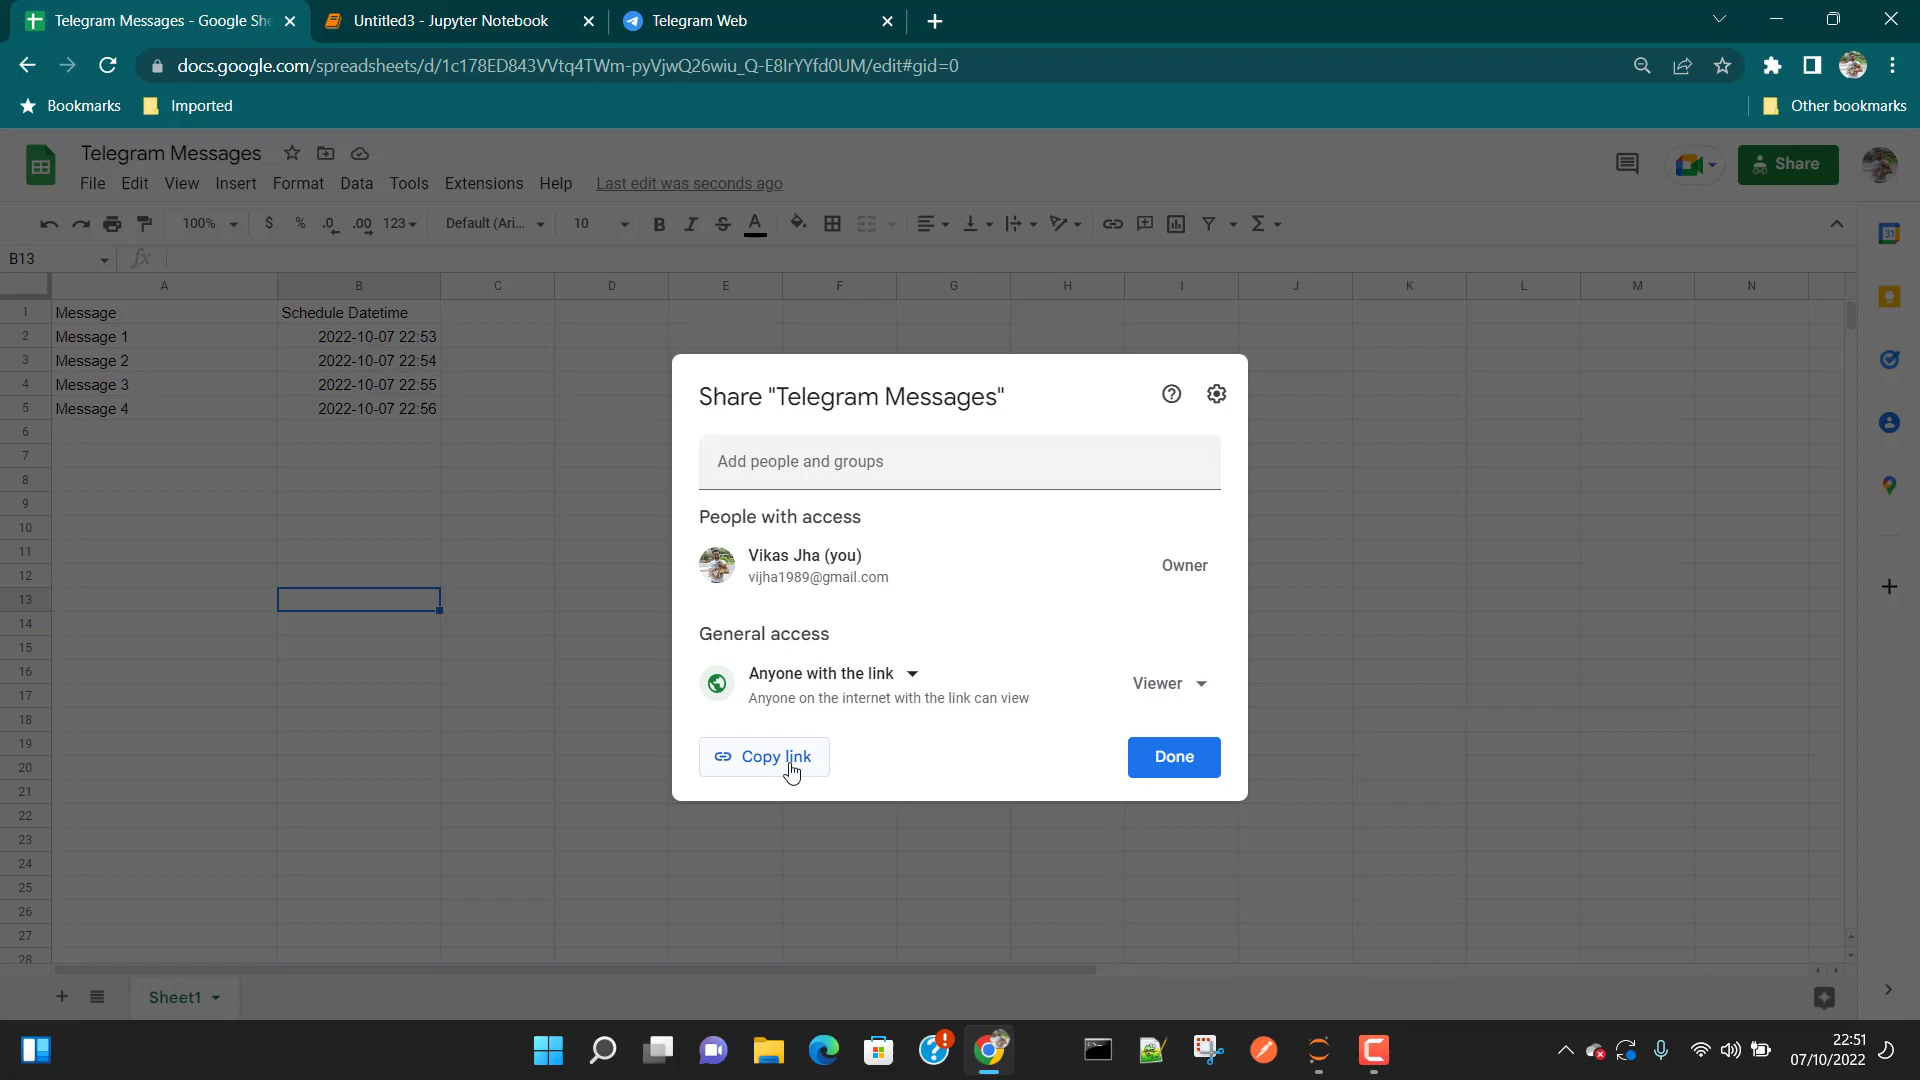 Telegram Messages - Google She
Untitled3 - Jupyter Notebook
Telegram Web
docs.google.com/spreadsheets/d/1c178ED843VVtq4TWm-pyVjwQ26wiu_Q-E8IrYYfd0UM/edit#gid=0
Bookmarks
Imported
Other bookmarks
Telegram Messages
File Edit View Insert Format Data Tools Extensions Help Last edit was seconds ago
Share
100% $ % .0 .00 123 Default (Ari... 10 B I S A
B13 fx
A B C D E F G H I J K L M N
1 Message Schedule Datetime
2 Message 1 2022-10-07 22:53
3 Message 2 2022-10-07 22:54
4 Message 3 2022-10-07 22:55
5 Message 4 2022-10-07 22:56
6
7
8
9
10
11
12
13
14
15
16
17
18
19
20
21
22
23
24
25
26
27
28
Share "Telegram Messages"
Add people and groups
People with access
Vikas Jha (you)
vijha1989@gmail.com
Owner
General access
Anyone with the link
Anyone on the internet with the link can view
Viewer
Copy link
Done
Sheet1
22:51
07/10/2022